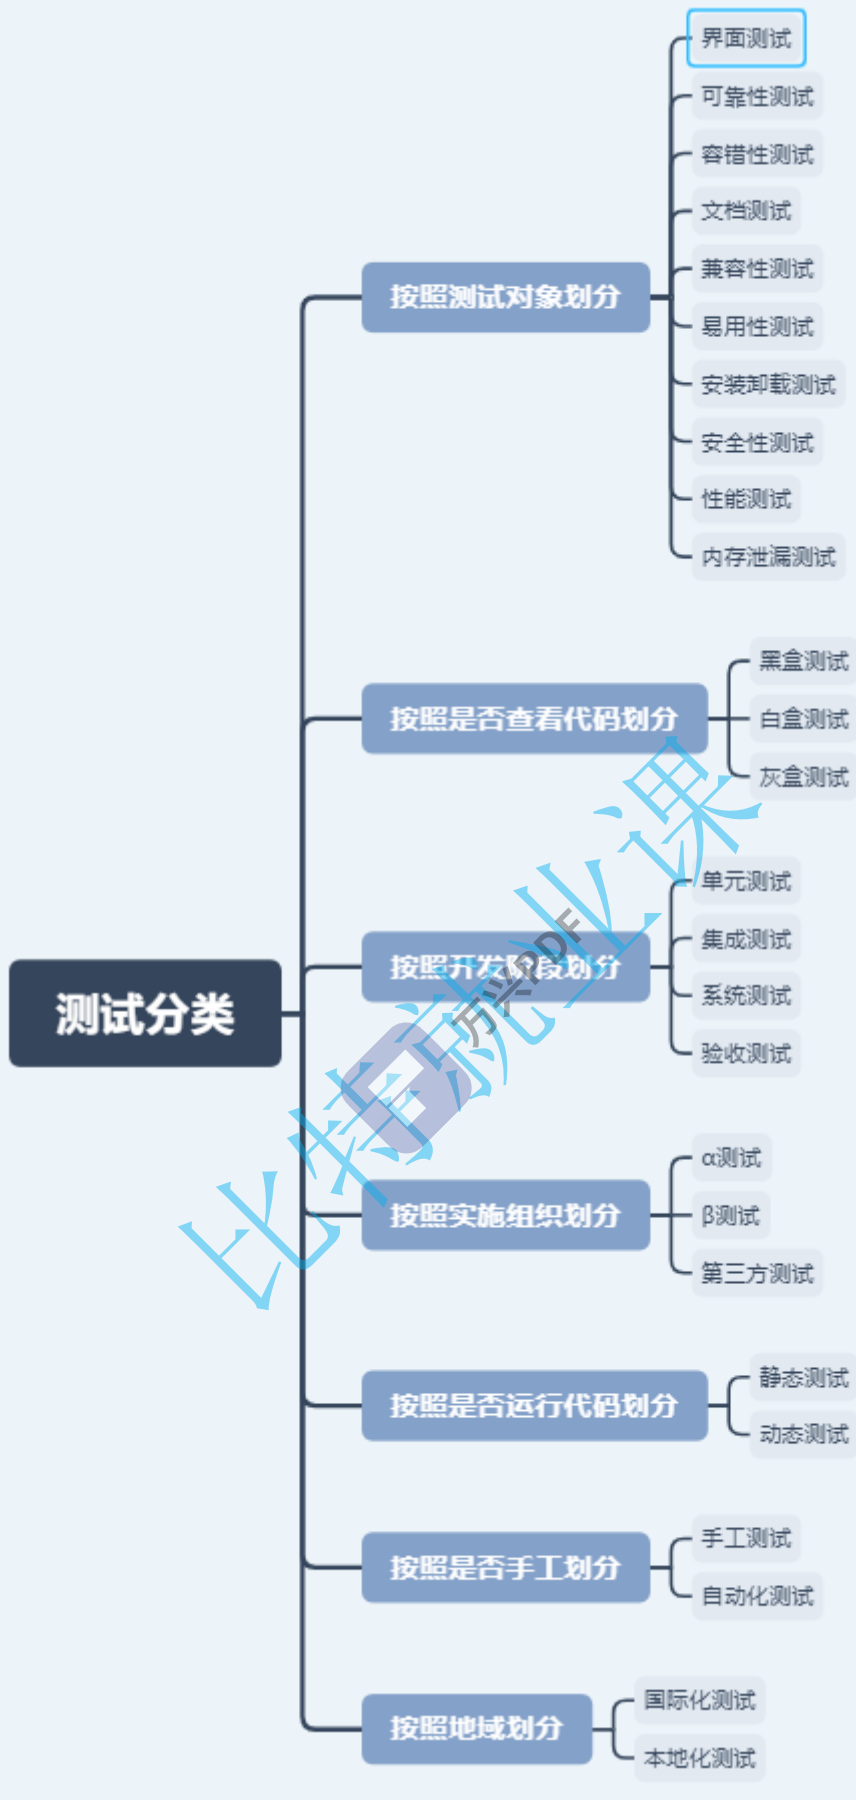 测试分类
按照测试对象划分
界面测试
可靠性测试
容错性测试
文档测试
兼容性测试
易用性测试
安装卸载测试
安全性测试
性能测试
内存泄漏测试
按照是否查看代码划分
黑盒测试
白盒测试
灰盒测试
按照开发阶段划分
单元测试
集成测试
系统测试
验收测试
按照实施组织划分
α测试
β测试
第三方测试
按照是否运行代码划分
静态测试
动态测试
按照是否手工划分
手工测试
自动化测试
按照地域划分
国际化测试
本地化测试
比特就业课
万兴PDF